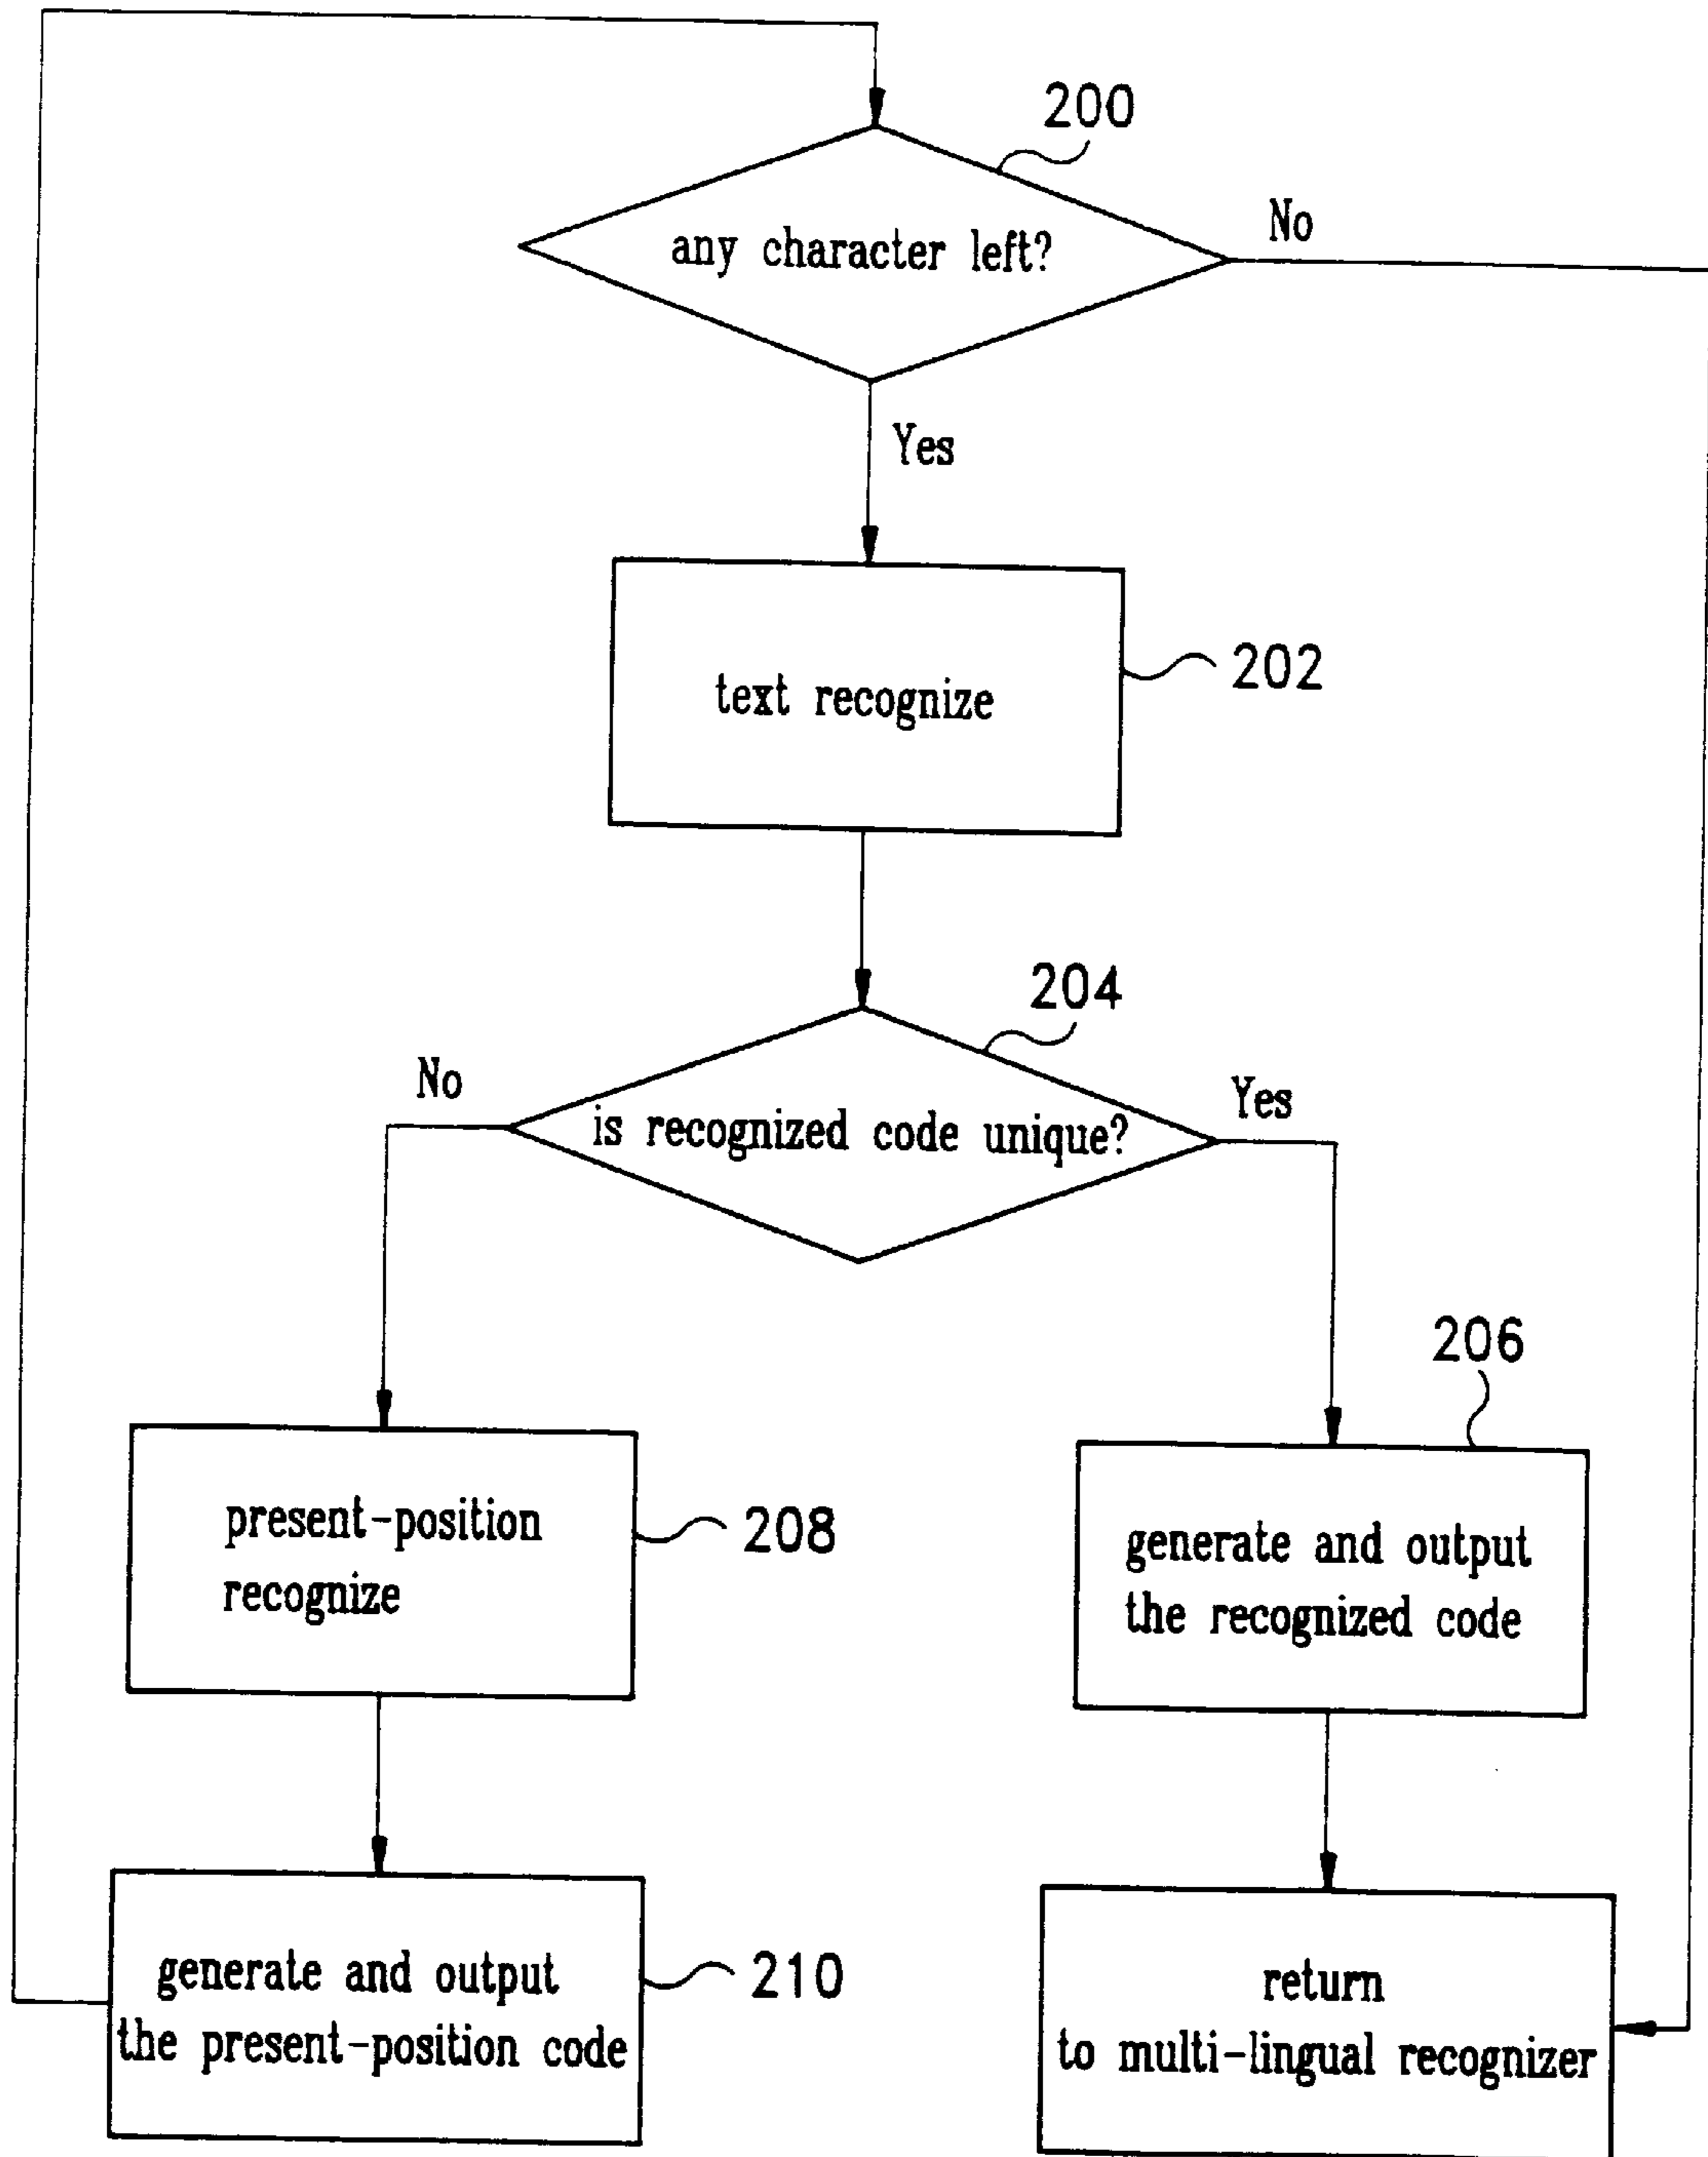 200
any character left?
No
Yes
text recognize
202
204
No
is recognized code unique?
Yes
206
present-position
recognize
208
generate and output
the recognized code
generate and output
the present-position code
210
return
to multi-lingual recognizer